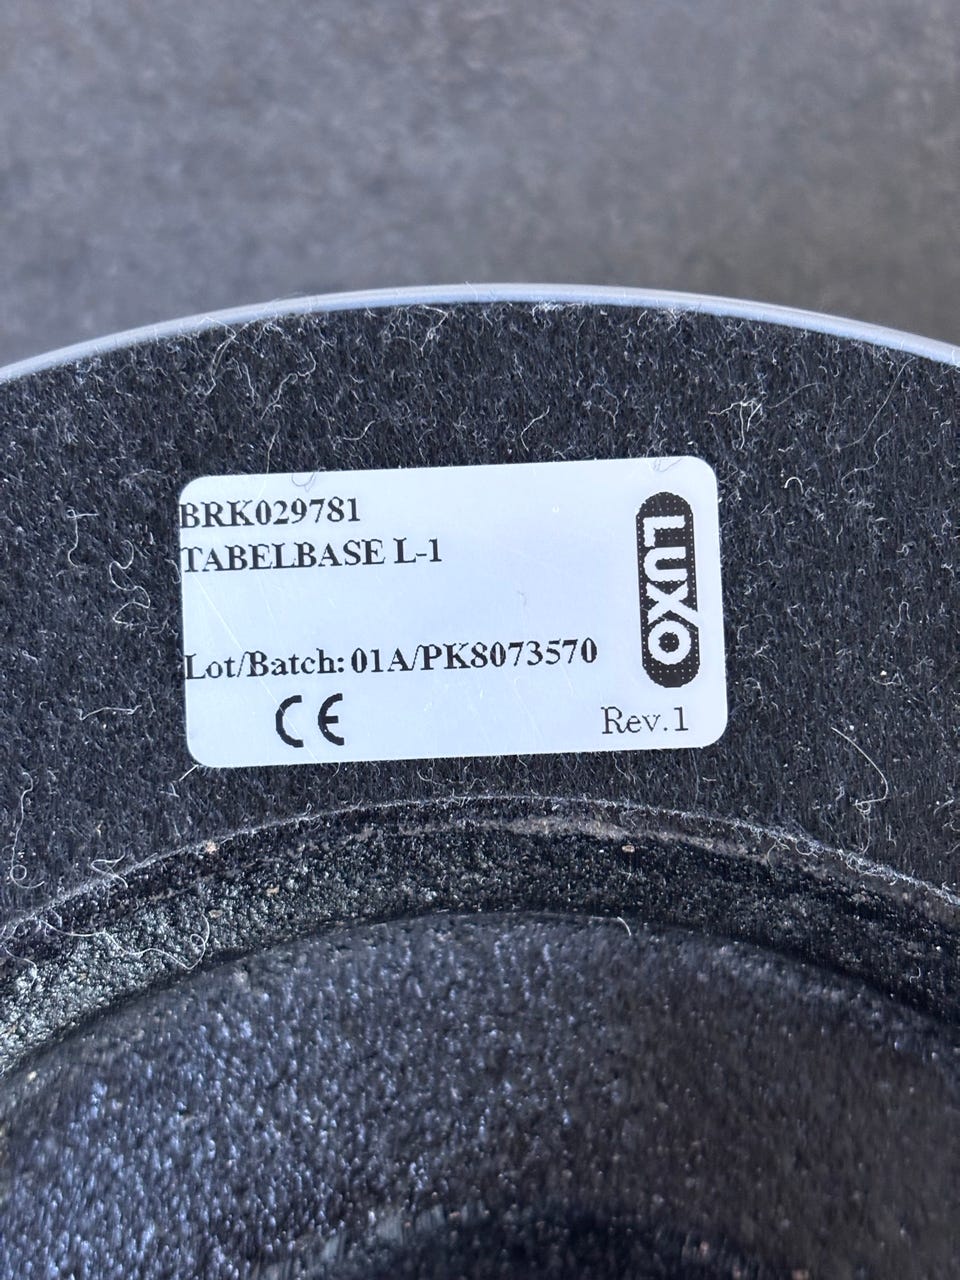 BRK029781
TABELBASE L-1
Lot/Batch: 01A/PK8073570
CE
Rev.1
LUXO